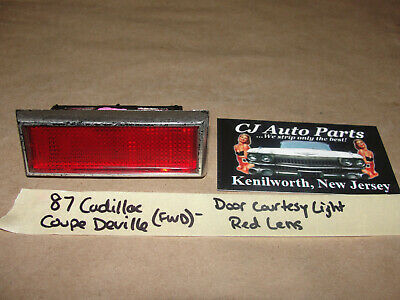 CJ Auto Parts
"...We strip only the best!"
Kenilworth, New Jersey
87 Cadillac
Coupe Deville (FWD)-
Door Courtesy Light
Red Lens